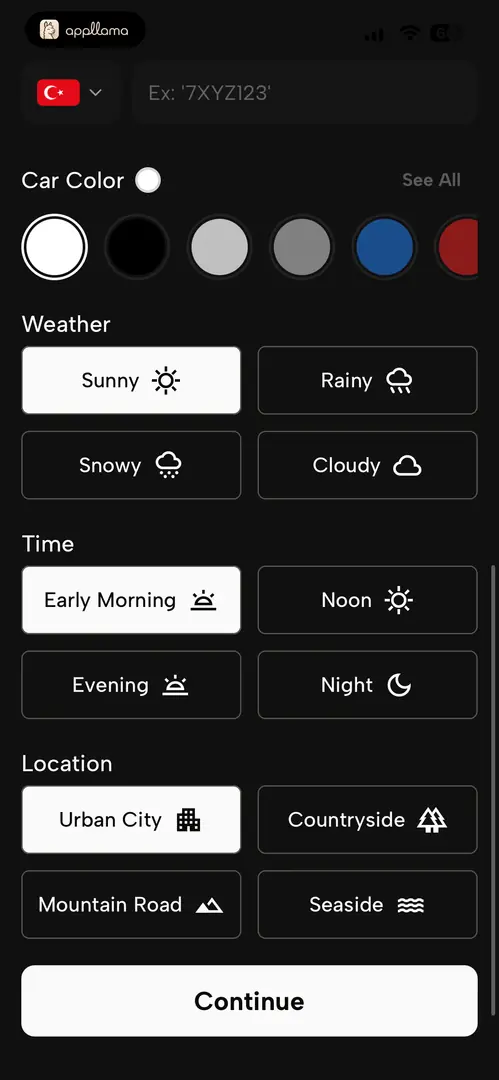 appllama
Ex: '7XYZ123'
Car Color
See All
Weather
Sunny
Rainy
Snowy
Cloudy
Time
Early Morning
Noon
Evening
Night
Location
Urban City
Countryside
Mountain Road
Seaside
Continue